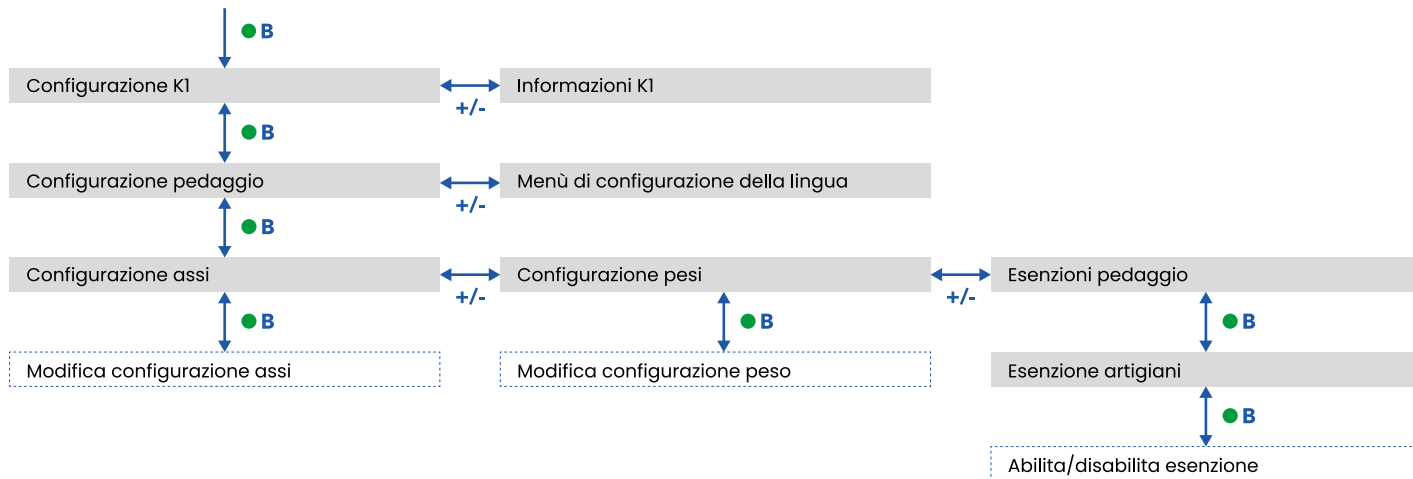 B
Configurazione K1
+/-
Informazioni K1
B
Configurazione pedaggio
+/-
Menù di configurazione della lingua
B
Configurazione assi
+/-
Configurazione pesi
+/-
Esenzioni pedaggio
B
B
B
Modifica configurazione assi
Modifica configurazione peso
Esenzione artigiani
B
Abilita/disabilita esenzione